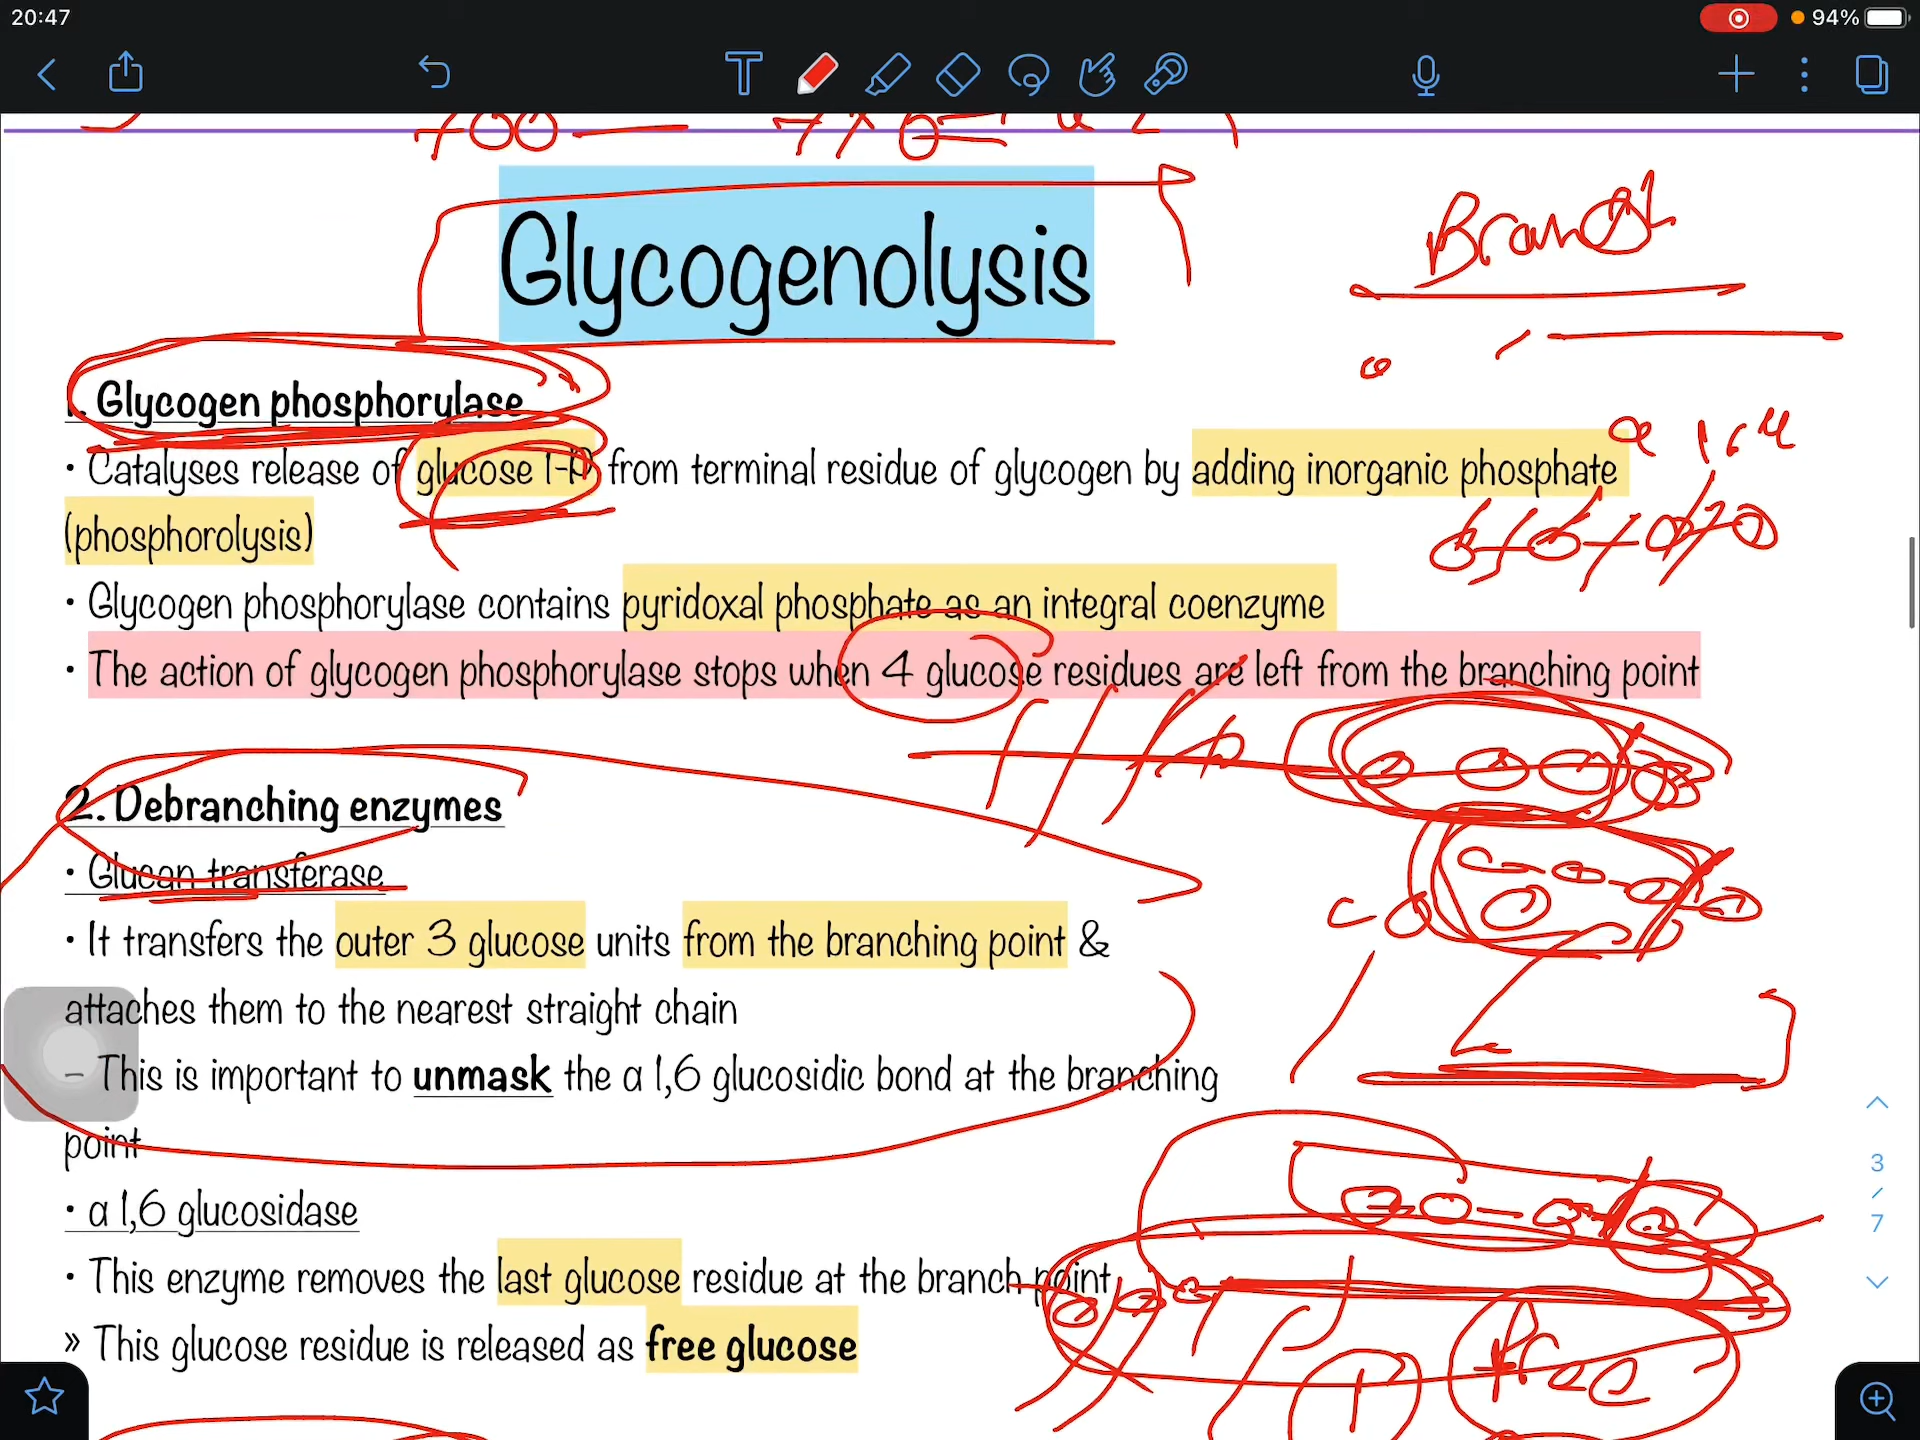 20:47
94%
700
Glycogenolysis
Branch
1. Glycogen phosphorylase
• Catalyses release of glucose 1-P from terminal residue of glycogen by adding inorganic phosphate
(phosphorolysis)
• Glycogen phosphorylase contains pyridoxal phosphate as an integral coenzyme
• The action of glycogen phosphorylase stops when 4 glucose residues are left from the branching point
2. Debranching enzymes
• Glucan transferase
• It transfers the outer 3 glucose units from the branching point &
attaches them to the nearest straight chain
– This is important to unmask the α 1,6 glucosidic bond at the branching
point
• α 1,6 glucosidase
• This enzyme removes the last glucose residue at the branch point
» This glucose residue is released as free glucose
free
1
3
/
7